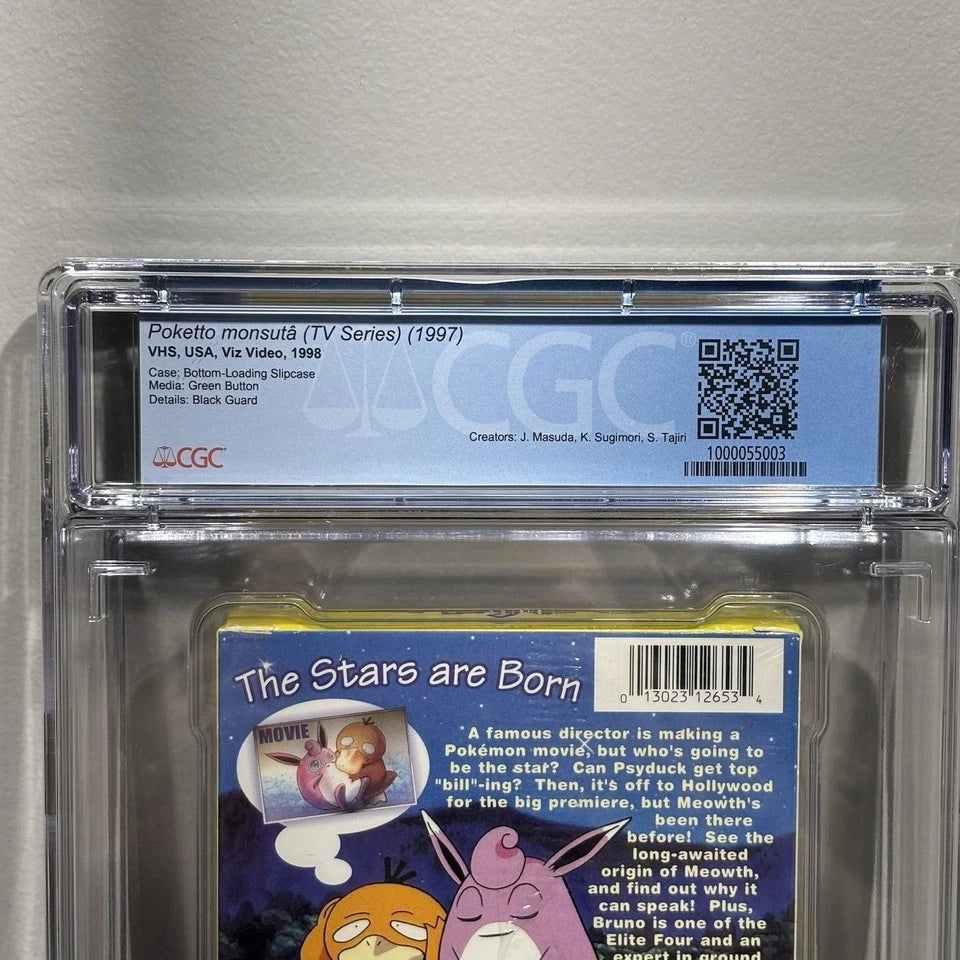 Poketto monsutâ (TV Series) (1997)
VHS, USA, Viz Video, 1998
Case: Bottom-Loading Slipcase
Media: Green Button
Details: Black Guard
CGC
Creators: J. Masuda, K. Sugimori, S. Tajiri
CGC
1000055003
The Stars are Born
0 13023 12653 4
MOVIE
A famous director is making a
Pokémon movie, but who's going to
be the star? Can Psyduck get top
"bill"-ing? Then, it's off to Hollywood
for the big premiere, but Meowth's
been there
before! See the
long-awaited
origin of Meowth,
and find out why it
can speak! Plus,
Bruno is one of the
Elite Four and an
expert in ground